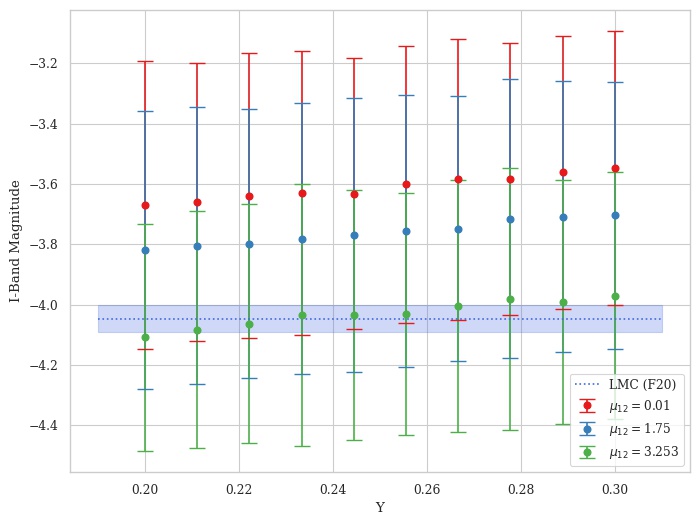 −3.2
−3.4
−3.6
−3.8
−4.0
−4.2
−4.4
I-Band Magnitude
0.20 0.22 0.24 0.26 0.28 0.30
Y
LMC (F20)
μ₁₂ = 0.01
μ₁₂ = 1.75
μ₁₂ = 3.253